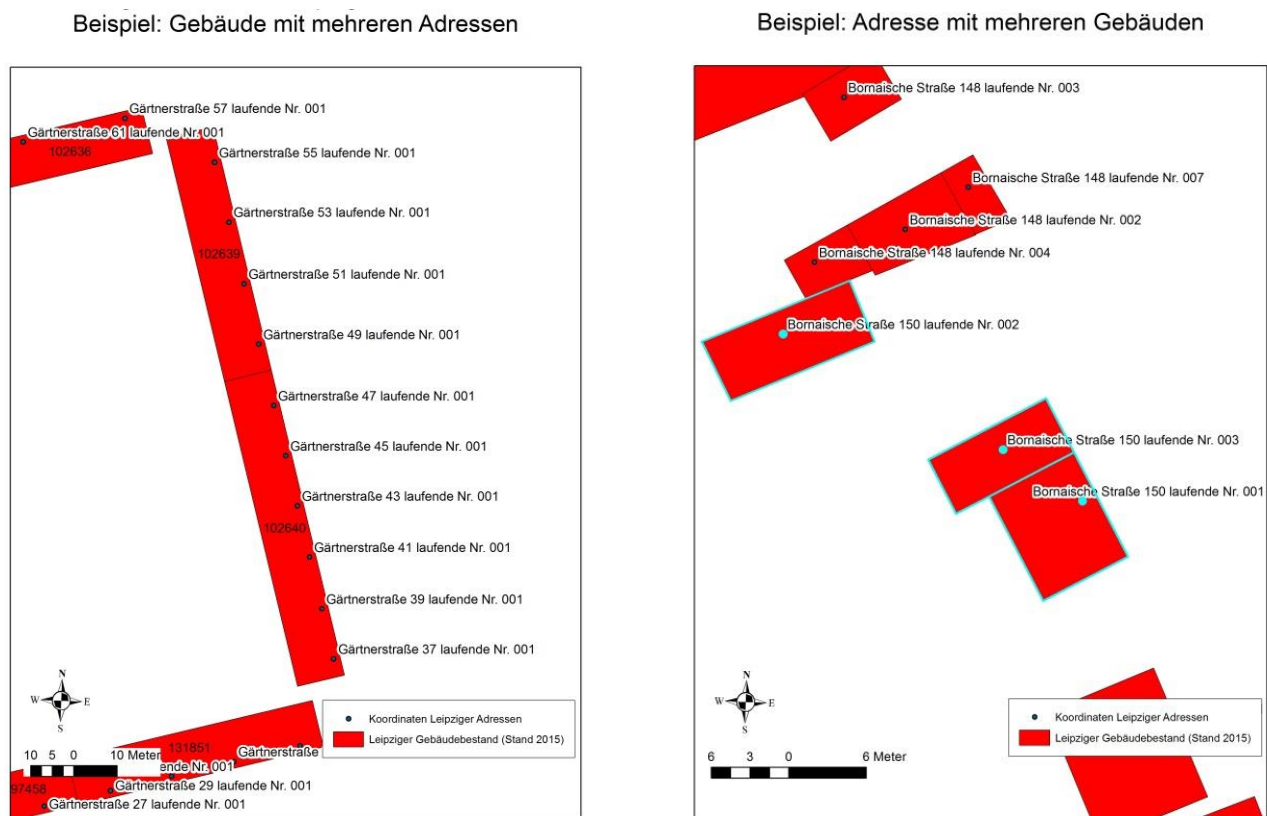 Beispiel: Gebäude mit mehreren Adressen
Gärtnerstraße 57 laufende Nr. 001
Gärtnerstraße 61 laufende Nr. 001
102636
Gärtnerstraße 55 laufende Nr. 001
Gärtnerstraße 53 laufende Nr. 001
102639
Gärtnerstraße 51 laufende Nr. 001
Gärtnerstraße 49 laufende Nr. 001
Gärtnerstraße 47 laufende Nr. 001
Gärtnerstraße 45 laufende Nr. 001
Gärtnerstraße 43 laufende Nr. 001
102640
Gärtnerstraße 41 laufende Nr. 001
Gärtnerstraße 39 laufende Nr. 001
Gärtnerstraße 37 laufende Nr. 001
N
W E
S
Koordinaten Leipziger Adressen
Leipziger Gebäudebestand (Stand 2015)
131851
10 5 0 10 Meter
Gärtnerstraße
Nr. 001
Gärtnerstraße 29 laufende Nr. 001
97458
Gärtnerstraße 27 laufende Nr. 001
Beispiel: Adresse mit mehreren Gebäuden
Bornaische Straße 148 laufende Nr. 003
Bornaische Straße 148 laufende Nr. 007
Bornaische Straße 148 laufende Nr. 002
Bornaische Straße 148 laufende Nr. 004
Bornaische Straße 150 laufende Nr. 002
Bornaische Straße 150 laufende Nr. 003
Bornaische Straße 150 laufende Nr. 001
N
W E
S
Koordinaten Leipziger Adressen
Leipziger Gebäudebestand (Stand 2015)
6 3 0 6 Meter